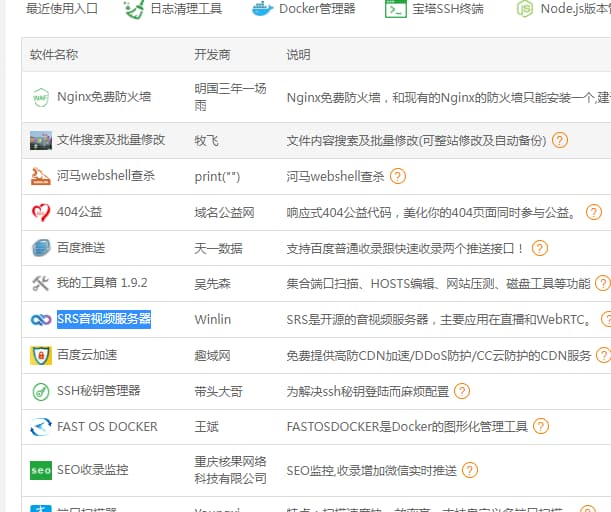 最近使用入口 日志清理工具 Docker管理器 宝塔SSH终端 Node.js版本
软件名称 开发商 说明
Nginx免费防火墙 明国三年一场雨 Nginx免费防火墙，和现有的Nginx的防火墙只能安装一个,建
文件搜索及批量修改 牧飞 文件内容搜索及批量修改(可整站修改及自动备份) ?
河马webshell查杀 print("") 河马webshell查杀 ?
404公益 域名公益网 响应式404公益代码，美化你的404页面同时参与公益。 ?
百度推送 天一数据 支持百度普通收录跟快速收录两个推送接口！ ?
我的工具箱 1.9.2 吴先森 集合端口扫描、HOSTS编辑、网站压测、磁盘工具等功能 ?
SRS音视频服务器 Winlin SRS是开源的音视频服务器，主要应用在直播和WebRTC。 ?
百度云加速 趣域网 免费提供高防CDN加速/DDoS防护/CC云防护的CDN服务 ?
SSH秘钥管理器 带头大哥 为解决ssh秘钥登陆而麻烦配置 ?
FAST OS DOCKER 王斌 FASTOSDOCKER是Docker的图形化管理工具 ?
seo SEO收录监控 重庆核果网络科技有限公司 SEO监控,收录增加微信实时推送 ?